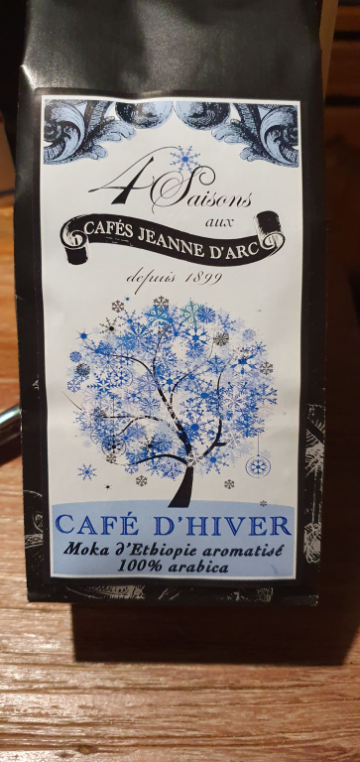 4 Saisons
aux
CAFÉS JEANNE D'ARC
depuis 1899
CAFÉ D'HIVER
Moka d'Ethiopie aromatisé
100% arabica